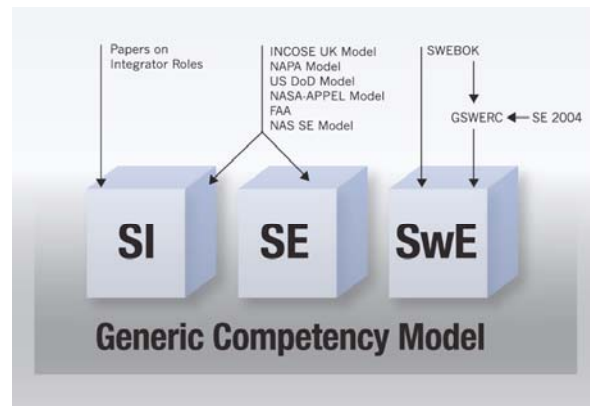 Papers on
Integrator Roles
INCOSE UK Model
NAPA Model
US DoD Model
NASA-APPEL Model
FAA
NAS SE Model
SWEBOK
GSWERC
SE 2004
SI
SE
SwE
Generic Competency Model